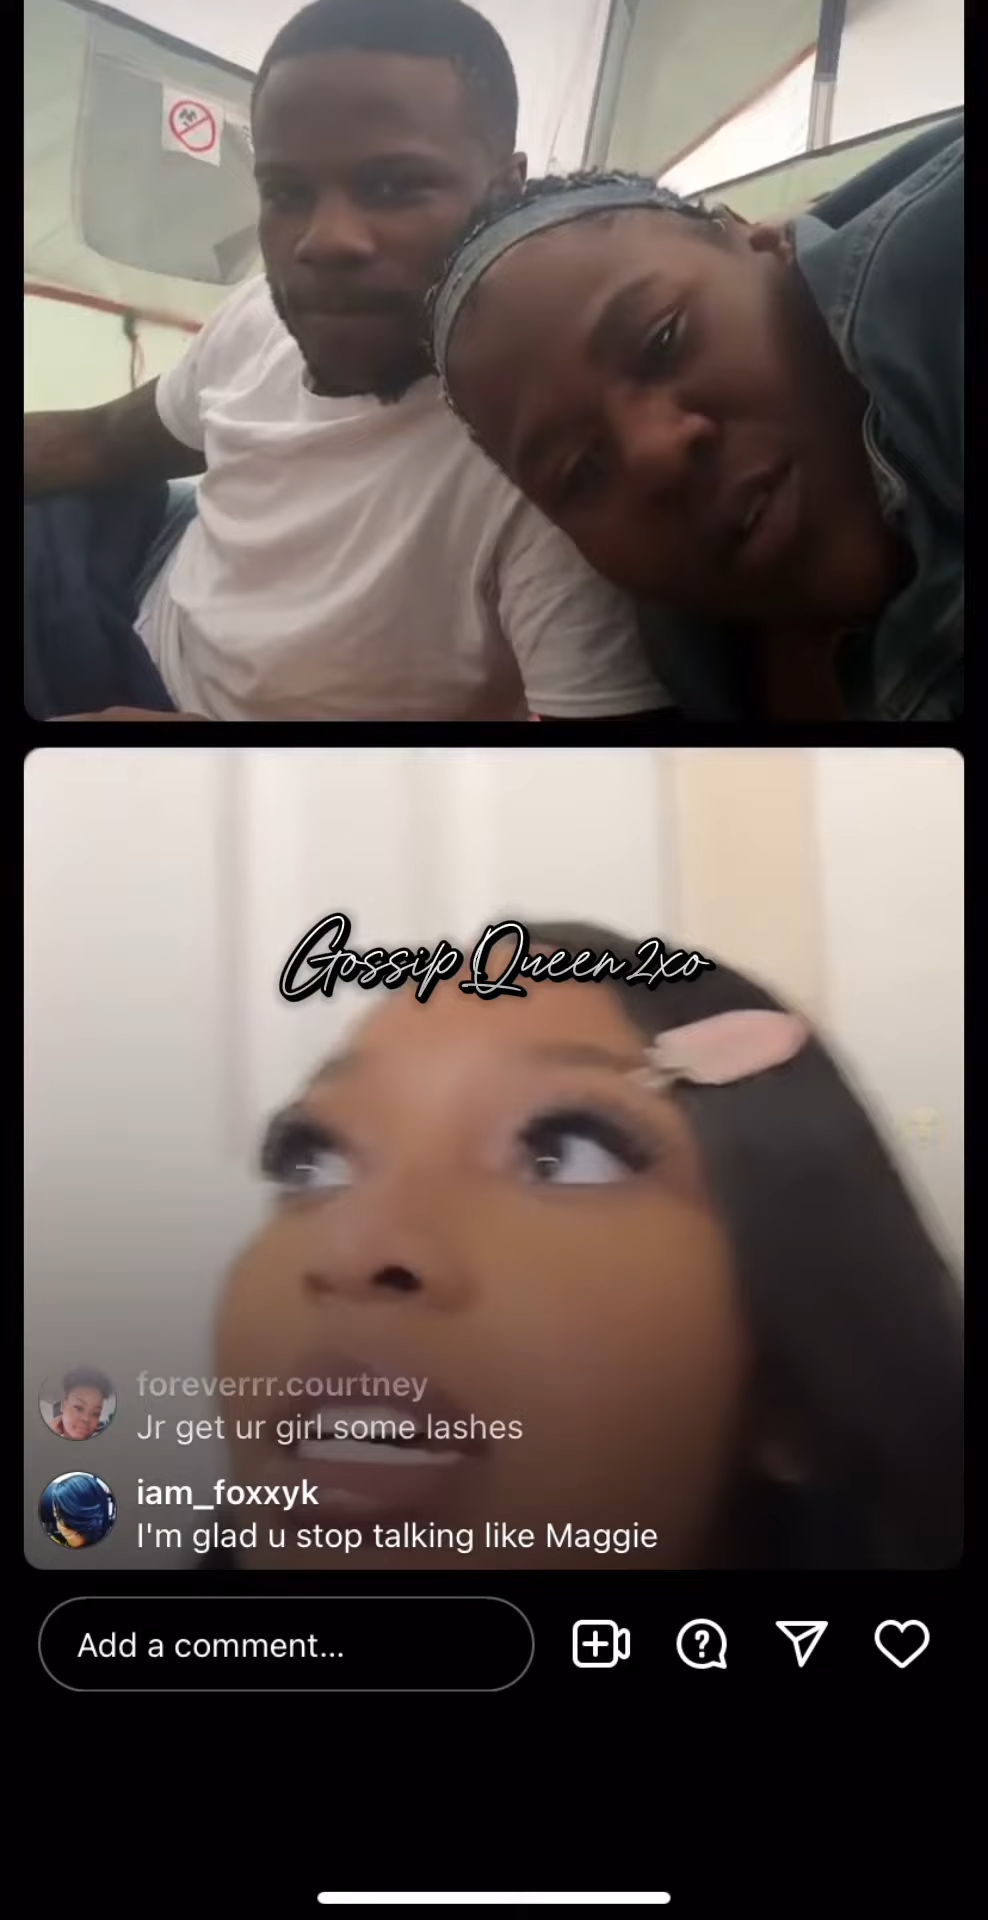 Gossip Queen2xo
foreverrr.courtney
Jr get ur girl some lashes
iam_foxxyk
I'm glad u stop talking like Maggie
Add a comment...